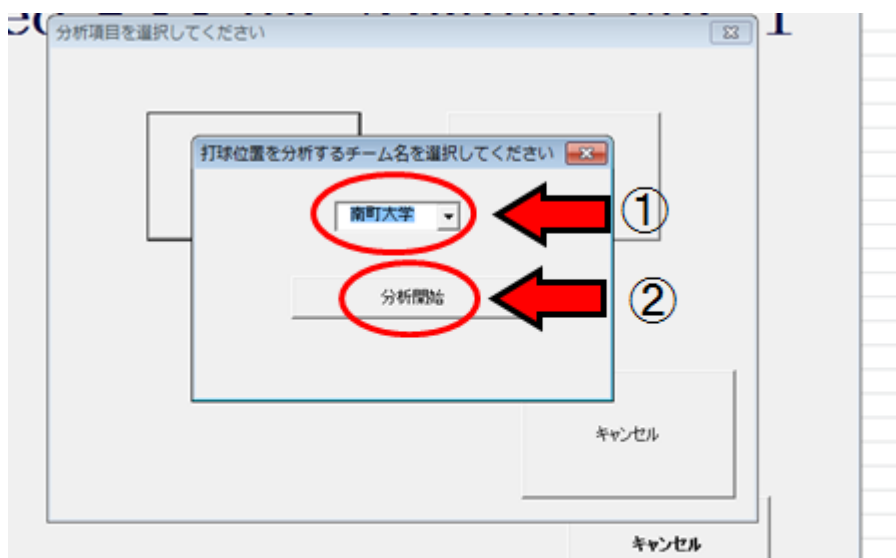 分析項目を選択してください
打球位置を分析するチーム名を選択してください
南町大学
①
分析開始
②
キャンセル
キャンセル